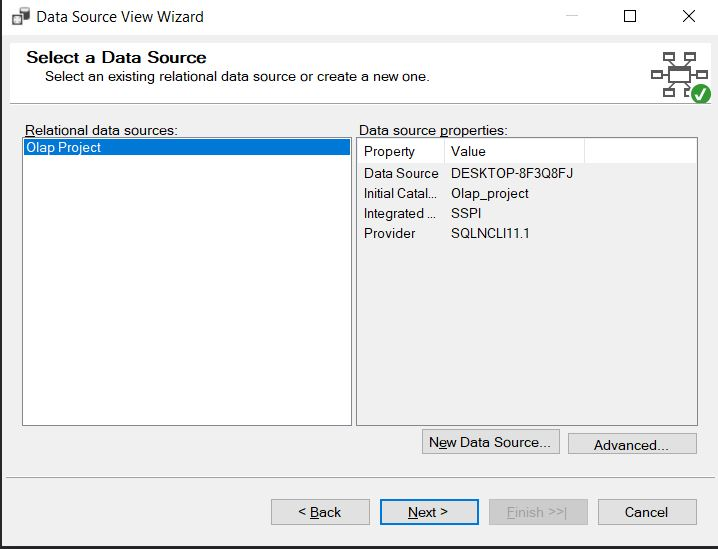 Data Source View Wizard
Select a Data Source
Select an existing relational data source or create a new one.
Relational data sources:
Olap Project
Data source properties:
Property Value
Data Source DESKTOP-8F3Q8FJ
Initial Catal... Olap_project
Integrated ... SSPI
Provider SQLNCLI11.1
New Data Source...
Advanced...
< Back
Next >
Finish >>|
Cancel